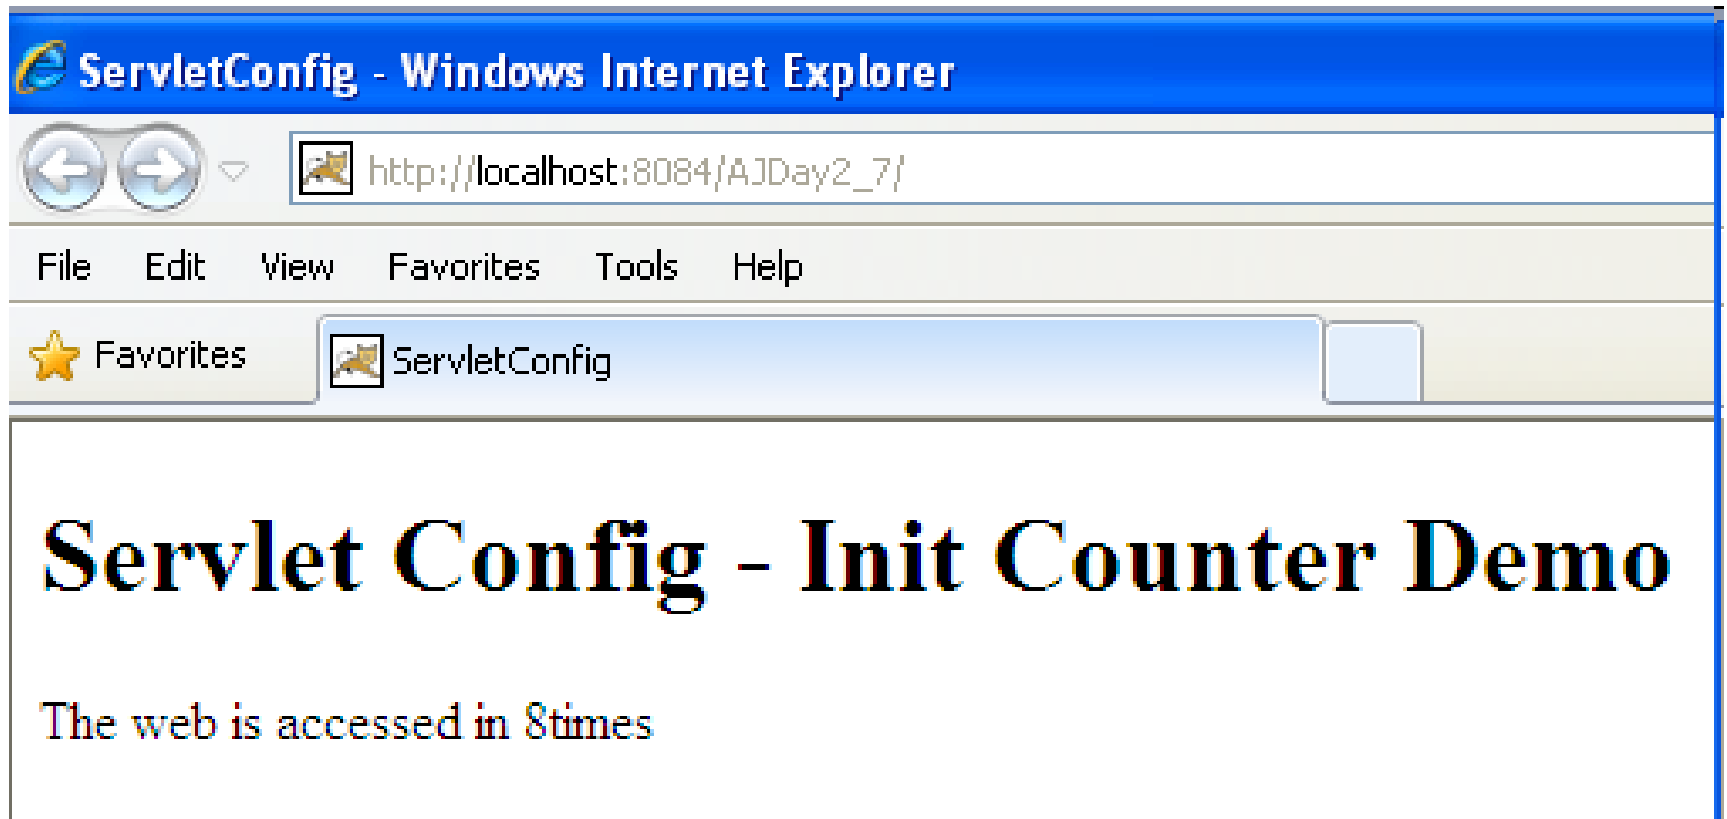 ServletConfig - Windows Internet Explorer
http://localhost:8084/AJDay2_7/
File Edit View Favorites Tools Help
Favorites ServletConfig
Servlet Config - Init Counter Demo
The web is accessed in 8times